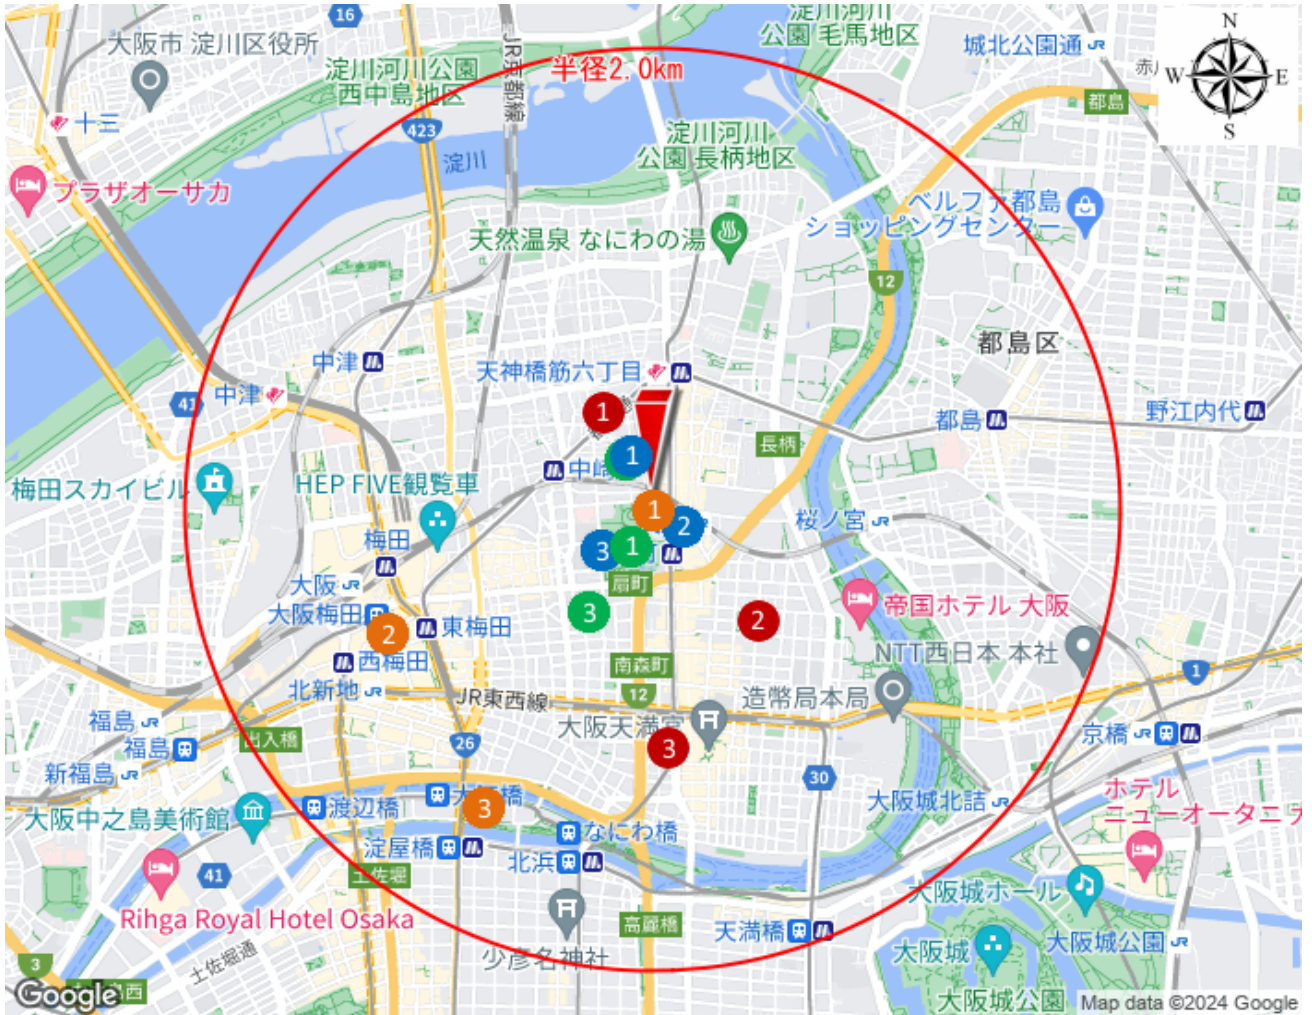 16
大阪市 淀川区役所
JR京都線
淀川河川公園
西中島地区
半径2.0km
淀川河川
公園 毛馬地区
城北公園通
赤川
N
W
E
S
都島
十三
423
淀川
淀川河川
公園 長柄地区
プラザオーサカ
ベルファ都島
ショッピングセンター
天然温泉 なにわの湯
12
都島区
中津
天神橋筋六丁目
41
中津
1
都島
野江内代
長柄
1
中崎
梅田スカイビル
HEP FIVE観覧車
1
2
桜ノ宮
梅田
3
1
町
大阪
扇町
帝国ホテル 大阪
大阪梅田
3
2
2
東梅田
西梅田
南森町
NTT西日本 本社
1
北新地
JR東西線
12
造幣局本局
福島
大阪天満宮
出入橋
26
3
京橋
福島
新福島
30
大阪城北詰
ホテル
ニューオータニ
大阪中之島美術館
渡辺橋
3
なにわ橋
淀屋橋
北浜
41
土佐堀
大阪城ホール
Rihga Royal Hotel Osaka
高麗橋
天満橋
大阪城
大阪城公園
少彦名神社
土佐堀通
3
Google
大阪城公園
Map data ©2024 Google